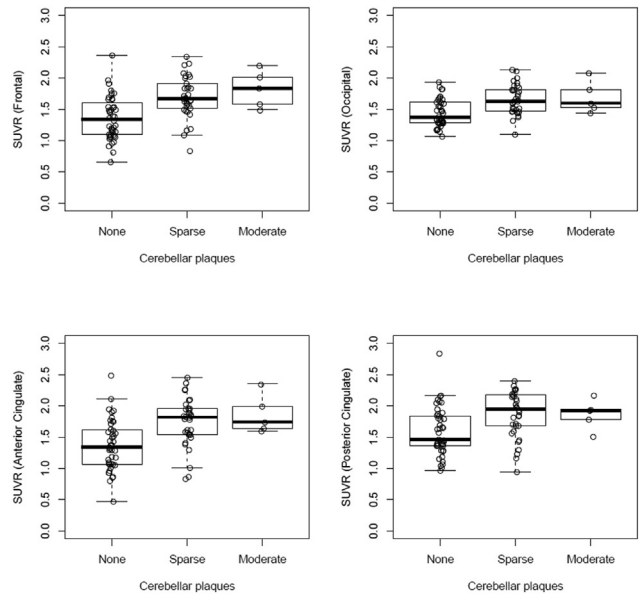 SUVR (Frontal)
3.0
2.5
2.0
1.5
1.0
0.5
0.0
None Sparse Moderate
Cerebellar plaques
SUVR (Occipital)
3.0
2.5
2.0
1.5
1.0
0.5
0.0
None Sparse Moderate
Cerebellar plaques
SUVR (Anterior Cingulate)
3.0
2.5
2.0
1.5
1.0
0.5
0.0
None Sparse Moderate
Cerebellar plaques
SUVR (Posterior Cingulate)
3.0
2.5
2.0
1.5
1.0
0.5
0.0
None Sparse Moderate
Cerebellar plaques